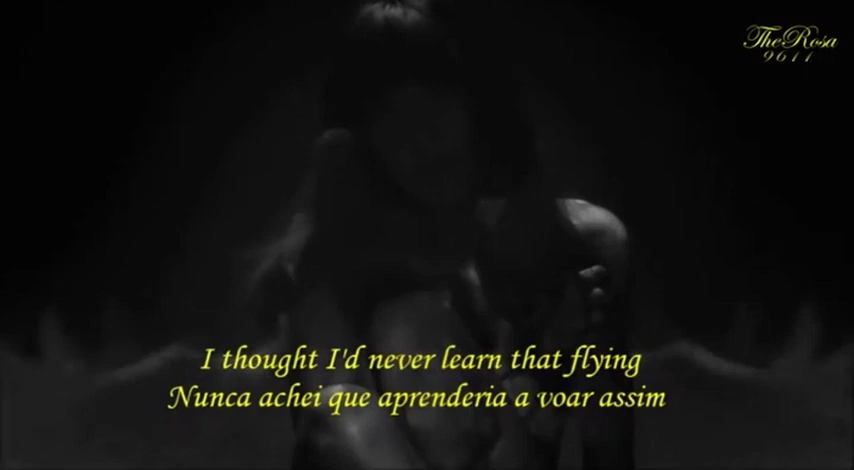 TheRosa
9611
I thought I'd never learn that flying
Nunca achei que aprenderia a voar assim